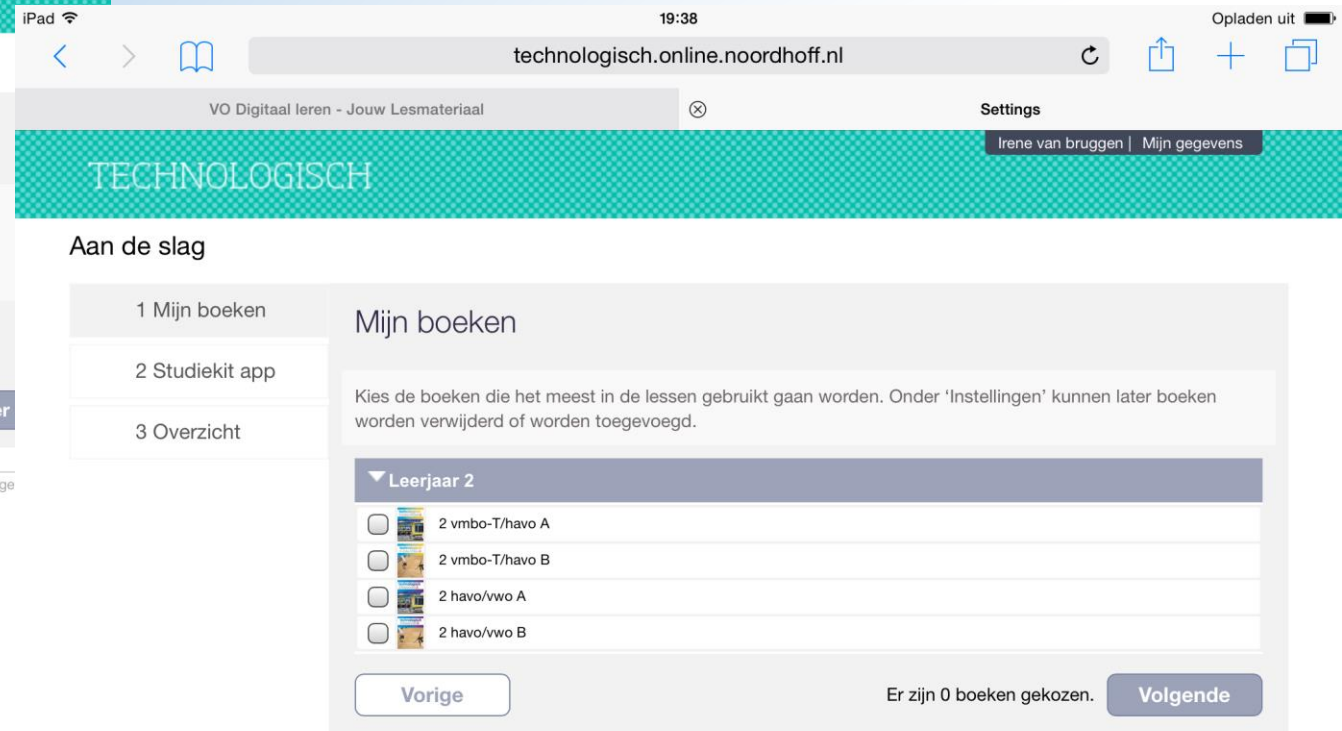 iPad 19:38 Opladen uit
technologisch.online.noordhoff.nl
VO Digitaal leren - Jouw Lesmateriaal Settings
Irene van bruggen | Mijn gegevens
TECHNOLOGISCH
Aan de slag
1 Mijn boeken
2 Studiekit app
3 Overzicht
Mijn boeken
Kies de boeken die het meest in de lessen gebruikt gaan worden. Onder ‘Instellingen’ kunnen later boeken
worden verwijderd of worden toegevoegd.
Leerjaar 2
2 vmbo-T/havo A
2 vmbo-T/havo B
2 havo/vwo A
2 havo/vwo B
Vorige
Er zijn 0 boeken gekozen.
Volgende